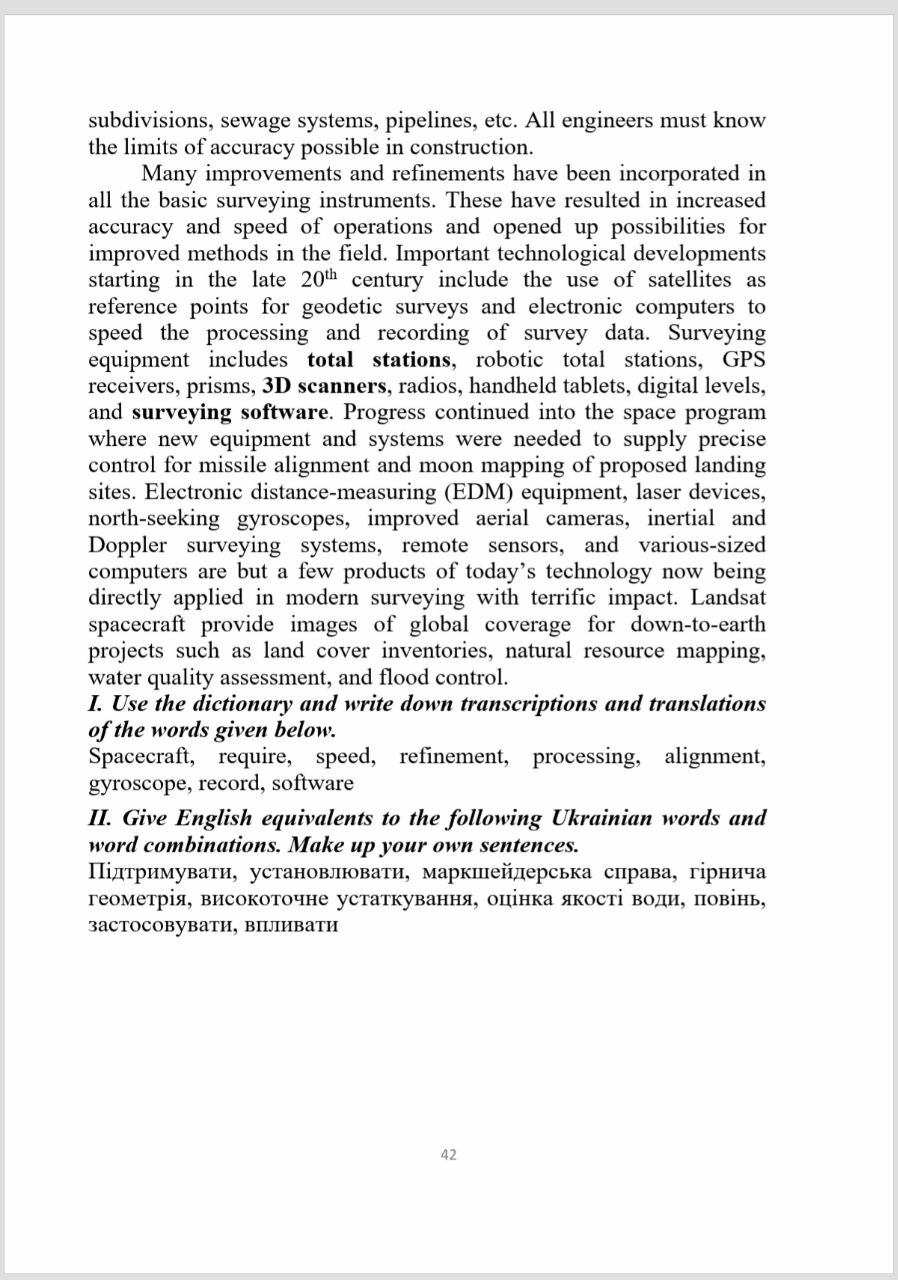 subdivisions, sewage systems, pipelines, etc. All engineers must know
the limits of accuracy possible in construction.
Many improvements and refinements have been incorporated in
all the basic surveying instruments. These have resulted in increased
accuracy and speed of operations and opened up possibilities for
improved methods in the field. Important technological developments
starting in the late 20th century include the use of satellites as
reference points for geodetic surveys and electronic computers to
speed the processing and recording of survey data. Surveying
equipment includes total stations, robotic total stations, GPS
receivers, prisms, 3D scanners, radios, handheld tablets, digital levels,
and surveying software. Progress continued into the space program
where new equipment and systems were needed to supply precise
control for missile alignment and moon mapping of proposed landing
sites. Electronic distance-measuring (EDM) equipment, laser devices,
north-seeking gyroscopes, improved aerial cameras, inertial and
Doppler surveying systems, remote sensors, and various-sized
computers are but a few products of today’s technology now being
directly applied in modern surveying with terrific impact. Landsat
spacecraft provide images of global coverage for down-to-earth
projects such as land cover inventories, natural resource mapping,
water quality assessment, and flood control.
I. Use the dictionary and write down transcriptions and translations
of the words given below.
Spacecraft, require, speed, refinement, processing, alignment,
gyroscope, record, software
II. Give English equivalents to the following Ukrainian words and
word combinations. Make up your own sentences.
Підтримувати, установлювати, маркшейдерська справа, гірнича
геометрія, високоточне устаткування, оцінка якості води, повінь,
застосовувати, впливати
42